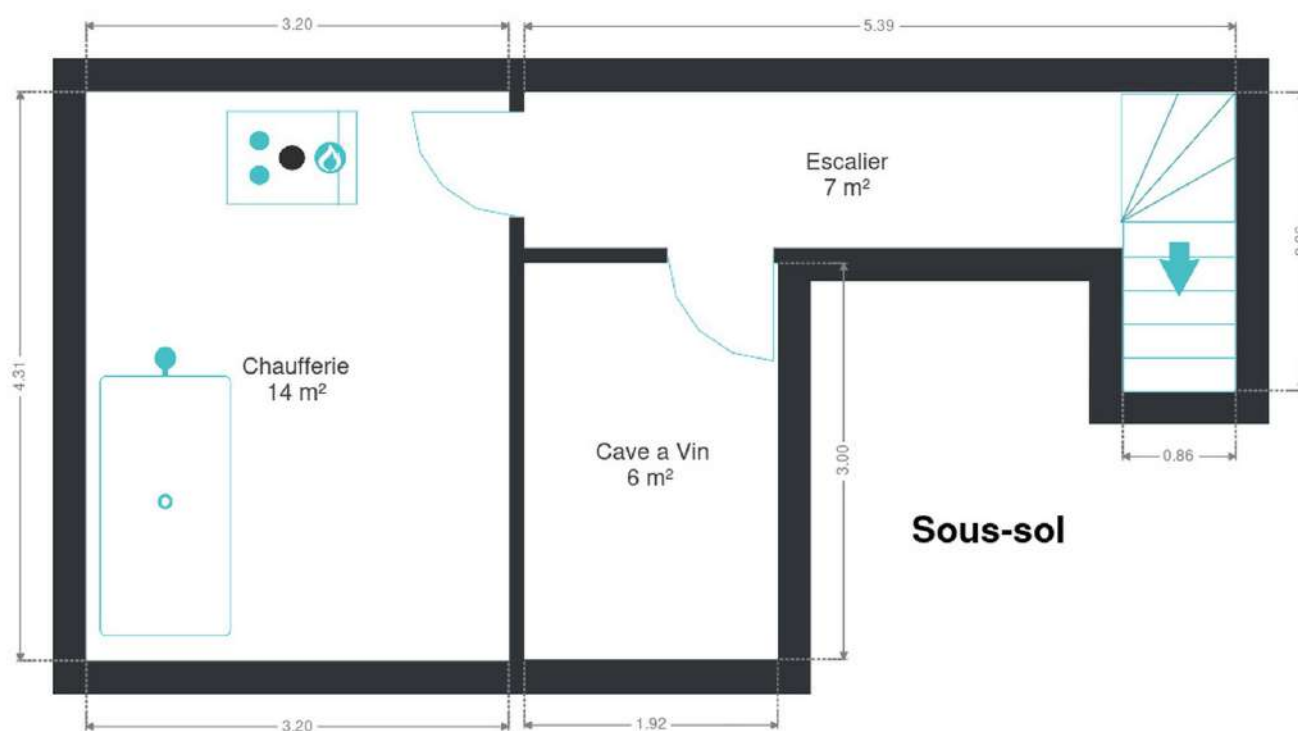 3.20
5.39
Escalier
7 m²
4.31
Chaufferie
14 m²
Cave a Vin
6 m²
3.00
0.86
Sous-sol
3.20
1.92